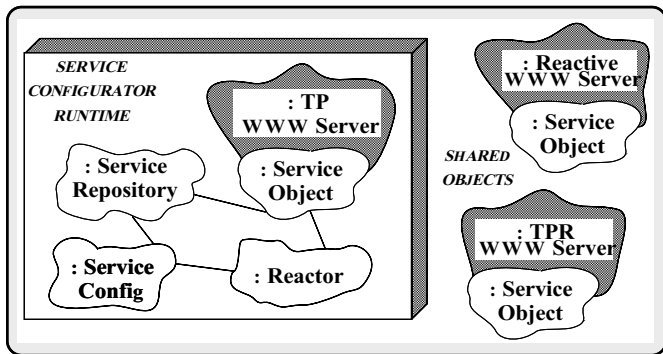 SERVICE
CONFIGURATOR
RUNTIME
: TP
WWW Server
: Service
Object
: Service
Repository
: Service
Config
: Reactor
: Reactive
WWW Server
: Service
Object
SHARED
OBJECTS
: TPR
WWW Server
: Service
Object